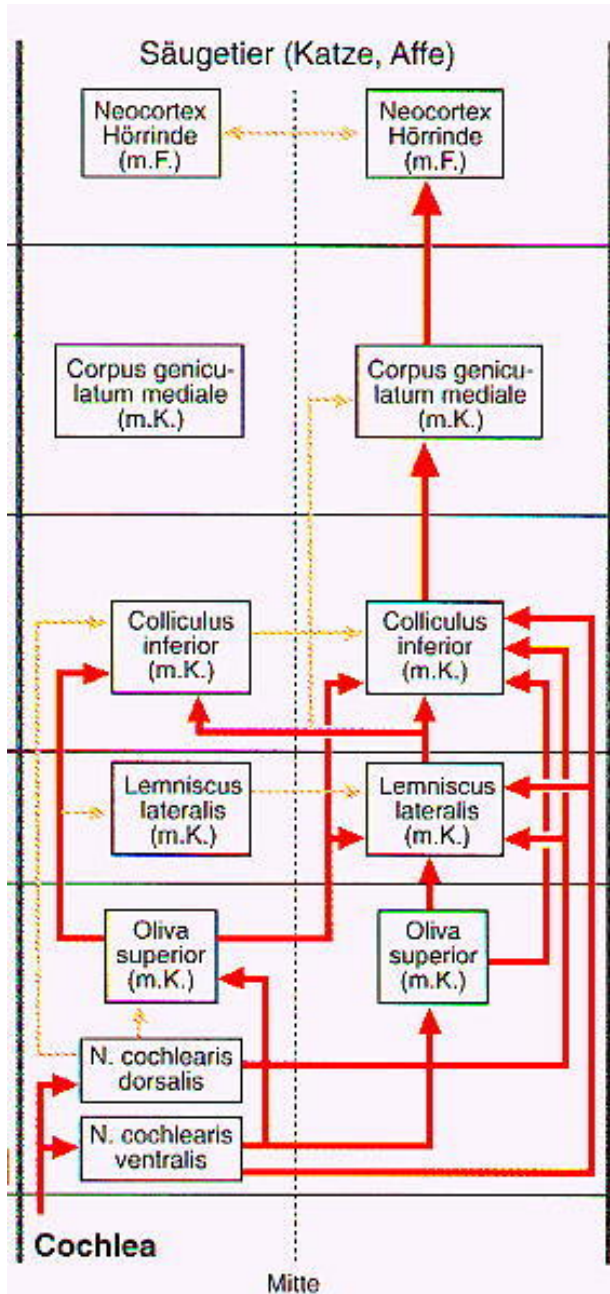 Säugetier (Katze, Affe)
Neocortex
Hörrinde
(m.F.)
Neocortex
Hörrinde
(m.F.)
Corpus genicu-
latum mediale
(m.K.)
Corpus genicu-
latum mediale
(m.K.)
Colliculus
inferior
(m.K.)
Colliculus
inferior
(m.K.)
Lemniscus
lateralis
(m.K.)
Lemniscus
lateralis
(m.K.)
Oliva
superior
(m.K.)
Oliva
superior
(m.K.)
N. cochlearis
dorsalis
N. cochlearis
ventralis
Cochlea
Mitte